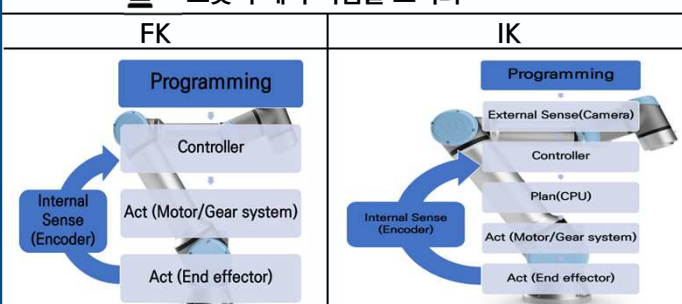 FK
IK
Programming
Controller
Internal
Sense
(Encoder)
Act (Motor/Gear system)
Act (End effector)
Programming
External Sense(Camera)
Controller
Plan(CPU)
Internal Sense
(Encoder)
Act (Motor/Gear system)
Act (End effector)